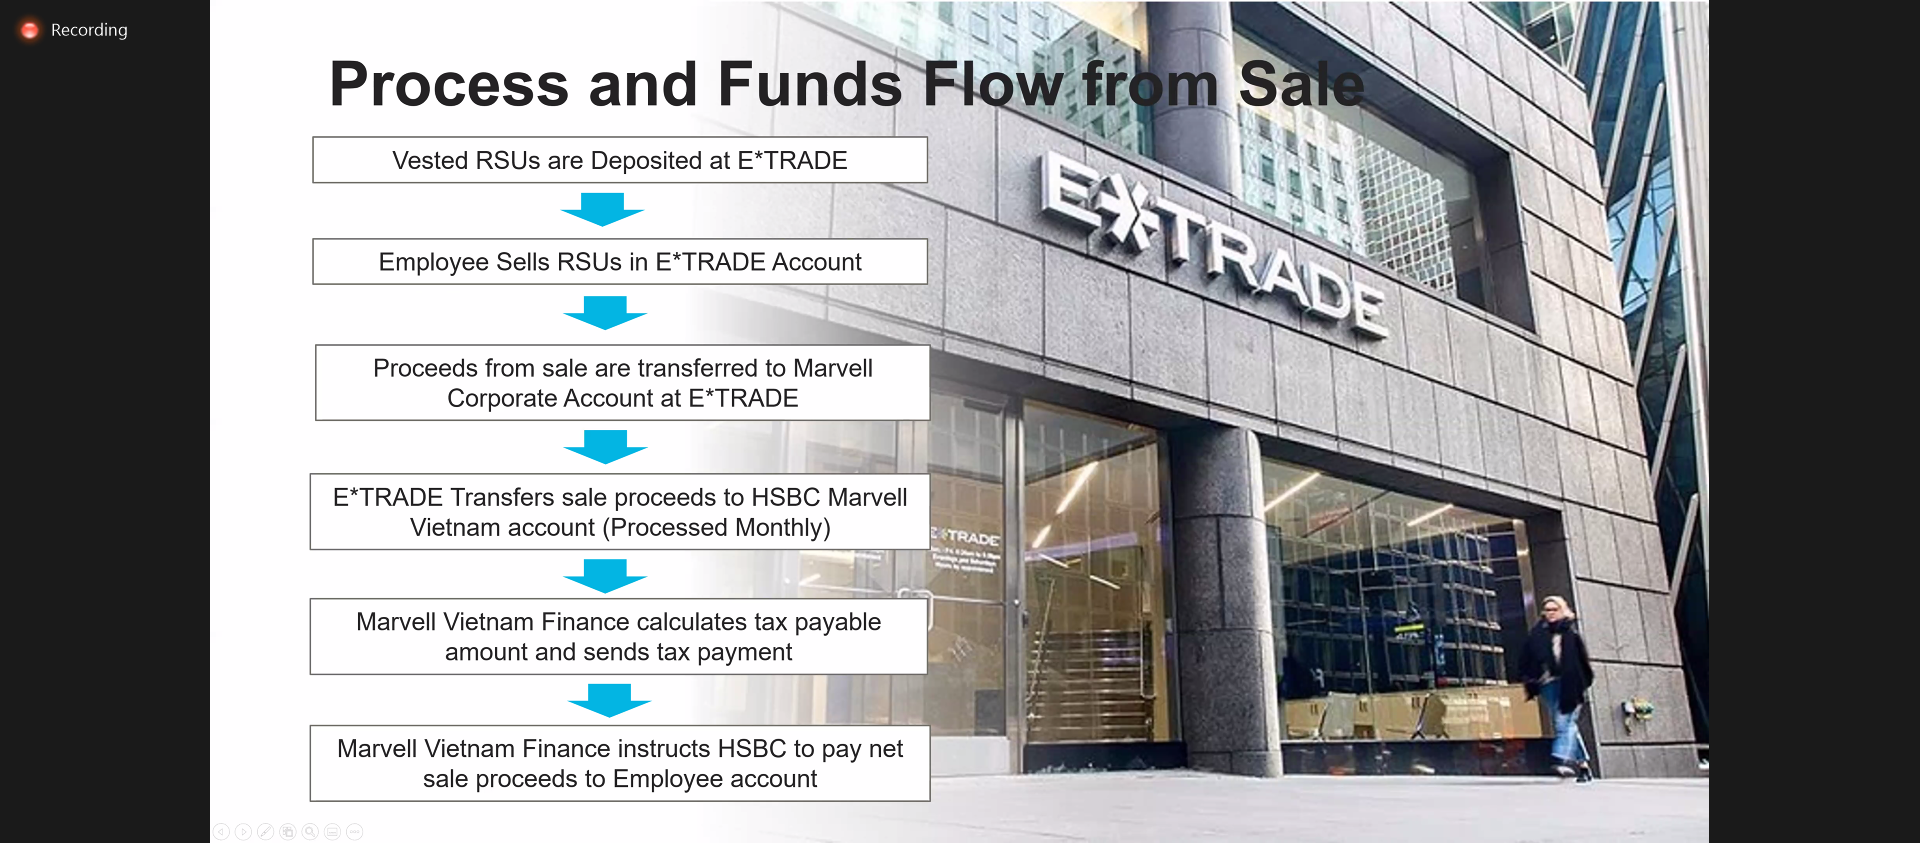 Recording
Process and Funds Flow from Sale
Vested RSUs are Deposited at E*TRADE
Employee Sells RSUs in E*TRADE Account
Proceeds from sale are transferred to Marvell
Corporate Account at E*TRADE
E*TRADE Transfers sale proceeds to HSBC Marvell
Vietnam account (Processed Monthly)
Marvell Vietnam Finance calculates tax payable
amount and sends tax payment
Marvell Vietnam Finance instructs HSBC to pay net
sale proceeds to Employee account
E*TRADE
E*TRADE